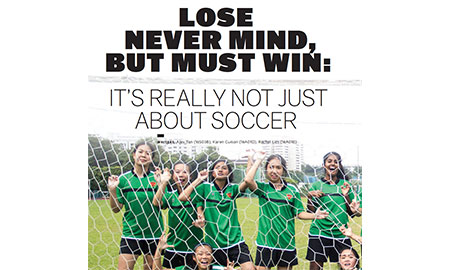 LOSE
NEVER MIND,
BUT MUST WIN:
IT'S REALLY NOT JUST
ABOUT SOCCER